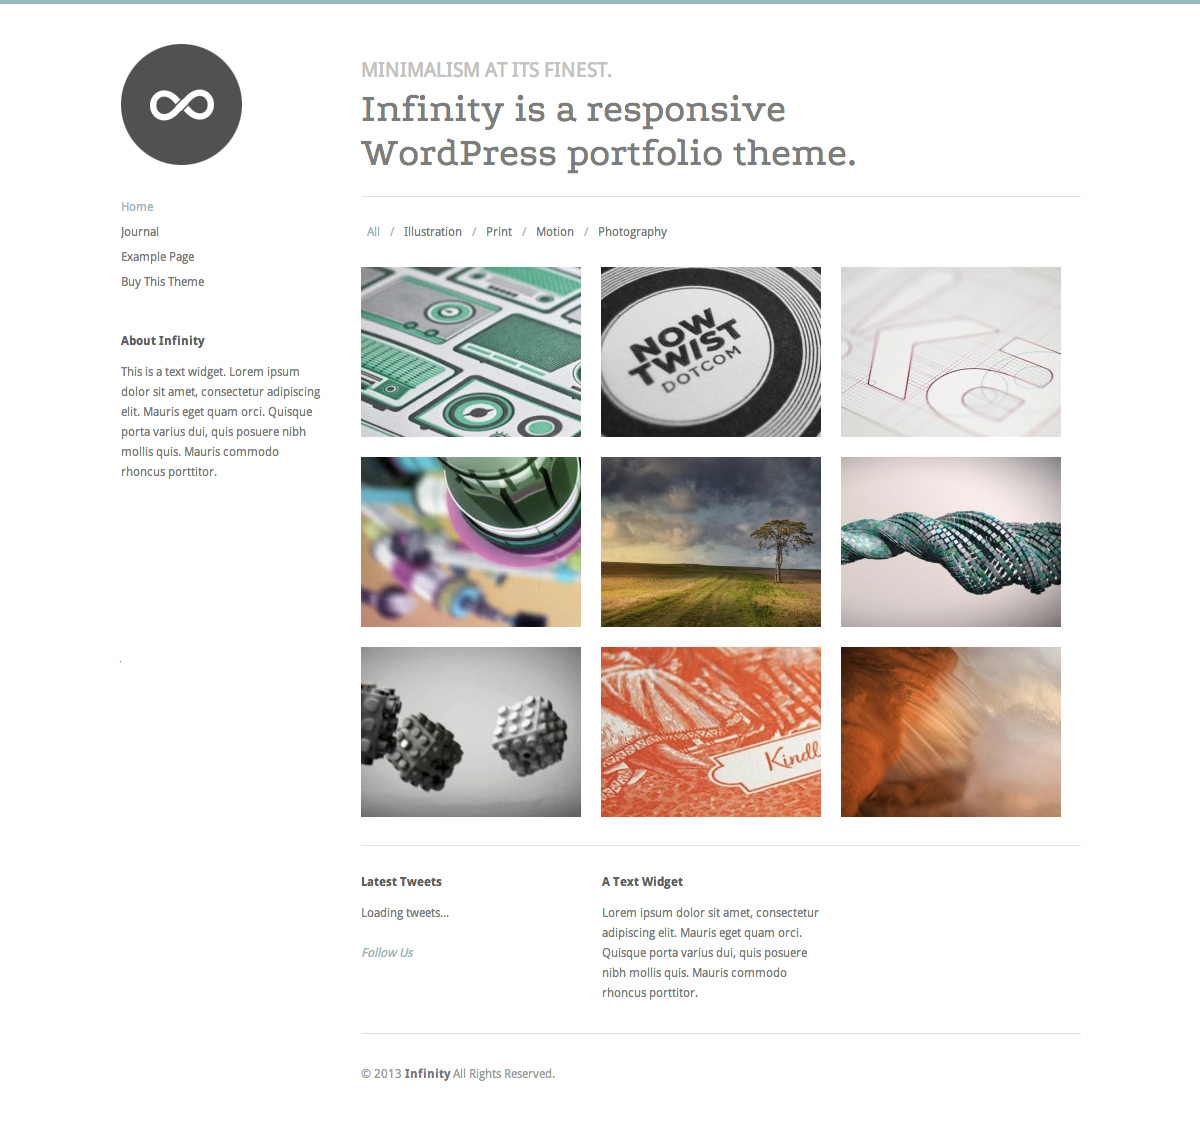 MINIMALISM AT ITS FINEST.
Infinity is a responsive
WordPress portfolio theme.
Home
Journal
Example Page
Buy This Theme
About Infinity
This is a text widget. Lorem ipsum
dolor sit amet, consectetur adipiscing
elit. Mauris eget quam orci. Quisque
porta varius dui, quis posuere nibh
mollis quis. Mauris commodo
rhoncus porttitor.
All / Illustration / Print / Motion / Photography
NOW
TWIST
DOTCOM
Kindl
Latest Tweets
Loading tweets...
Follow Us
A Text Widget
Lorem ipsum dolor sit amet, consectetur
adipiscing elit. Mauris eget quam orci.
Quisque porta varius dui, quis posuere
nibh mollis quis. Mauris commodo
rhoncus porttitor.
© 2013 Infinity All Rights Reserved.